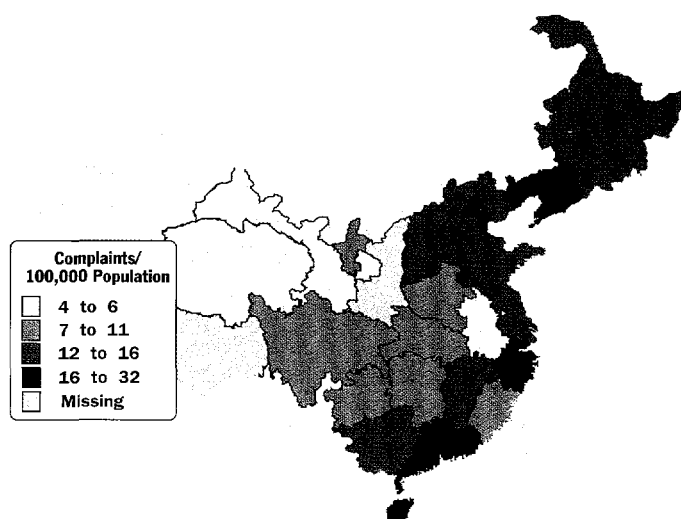 Complaints/
100,000 Population
4 to 6
7 to 11
12 to 16
16 to 32
Missing